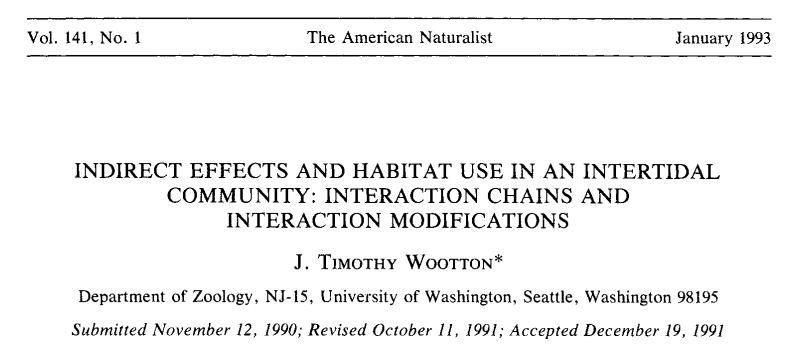 Vol. 141, No. 1 The American Naturalist January 1993
INDIRECT EFFECTS AND HABITAT USE IN AN INTERTIDAL
COMMUNITY: INTERACTION CHAINS AND
INTERACTION MODIFICATIONS
J. TIMOTHY WOOTTON*
Department of Zoology, NJ-15, University of Washington, Seattle, Washington 98195
Submitted November 12, 1990; Revised October 11, 1991; Accepted December 19, 1991